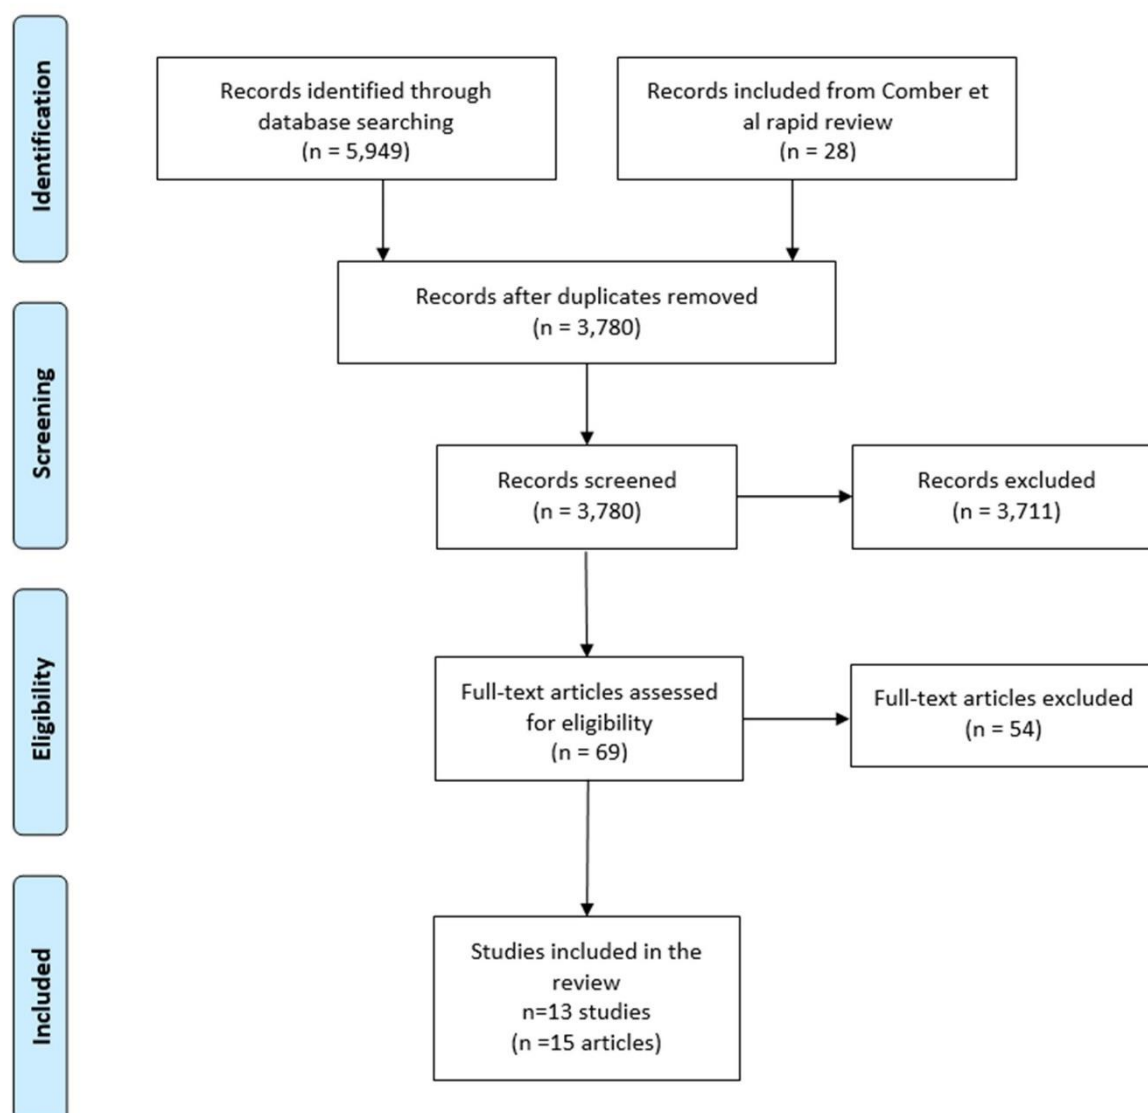 Identification
Records identified through
database searching
(n = 5,949)
Records included from Comber et
al rapid review
(n = 28)
Records after duplicates removed
(n = 3,780)
Screening
Records screened
(n = 3,780)
Records excluded
(n = 3,711)
Eligibility
Full-text articles assessed
for eligibility
(n = 69)
Full-text articles excluded
(n = 54)
Included
Studies included in the
review
n=13 studies
(n =15 articles)